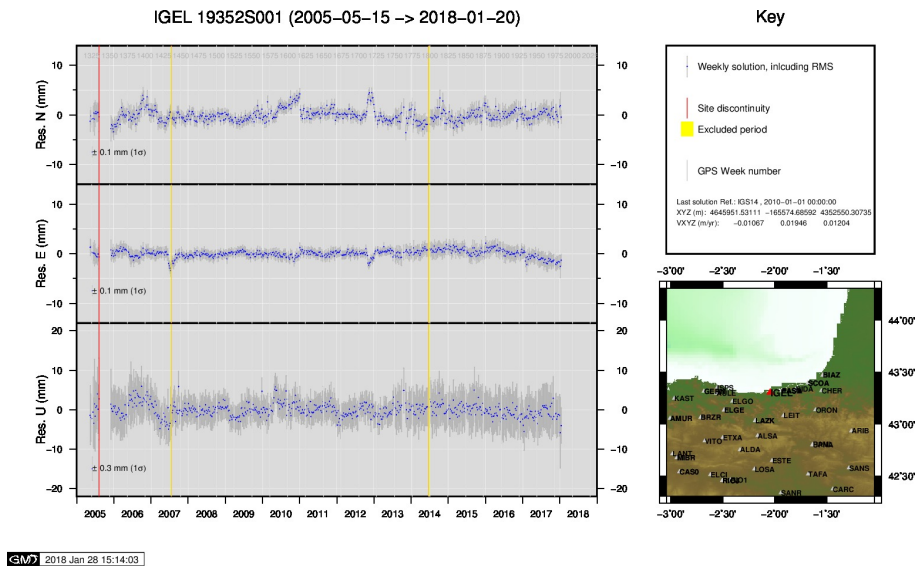 IGEL 19352S001 (2005−05−15 −> 2018−01−20)
Key
Res. N (mm)
10
0
−10
± 0.1 mm (1σ)
10
0
−10
Res. E (mm)
10
0
−10
± 0.1 mm (1σ)
10
0
−10
Res. U (mm)
20
10
0
−10
−20
± 0.3 mm (1σ)
20
10
0
−10
−20
2005 2006 2007 2008 2009 2010 2011 2012 2013 2014 2015 2016 2017 2018
Weekly solution, inlcuding RMS
Site discontinuity
Excluded period
GPS Week number
Last solution Ref.: IGS14 , 2010−01−01 00:00:00
XYZ (m): 4645951.53111 −165574.68592 4352550.30735
VXYZ (m/yr): −0.01067 0.01946 0.01204
−3˚00' −2˚30' −2˚00' −1˚30'
44˚00'
43˚30'
43˚00'
42˚30'
BIAZ
SCOA
CHER
IGEL
KAST
ELGO
ELGE
ORON
AMUR
BRZR
LEIT
LAZK
ARIB
VITO
ETXA
ALSA
ALDA
LANT
ESTE
CAS0
ELCI
LOSA
TAFA
SANS
SANR
CARC
−3˚00' −2˚30' −2˚00' −1˚30'
GMT 2018 Jan 28 15:14:03